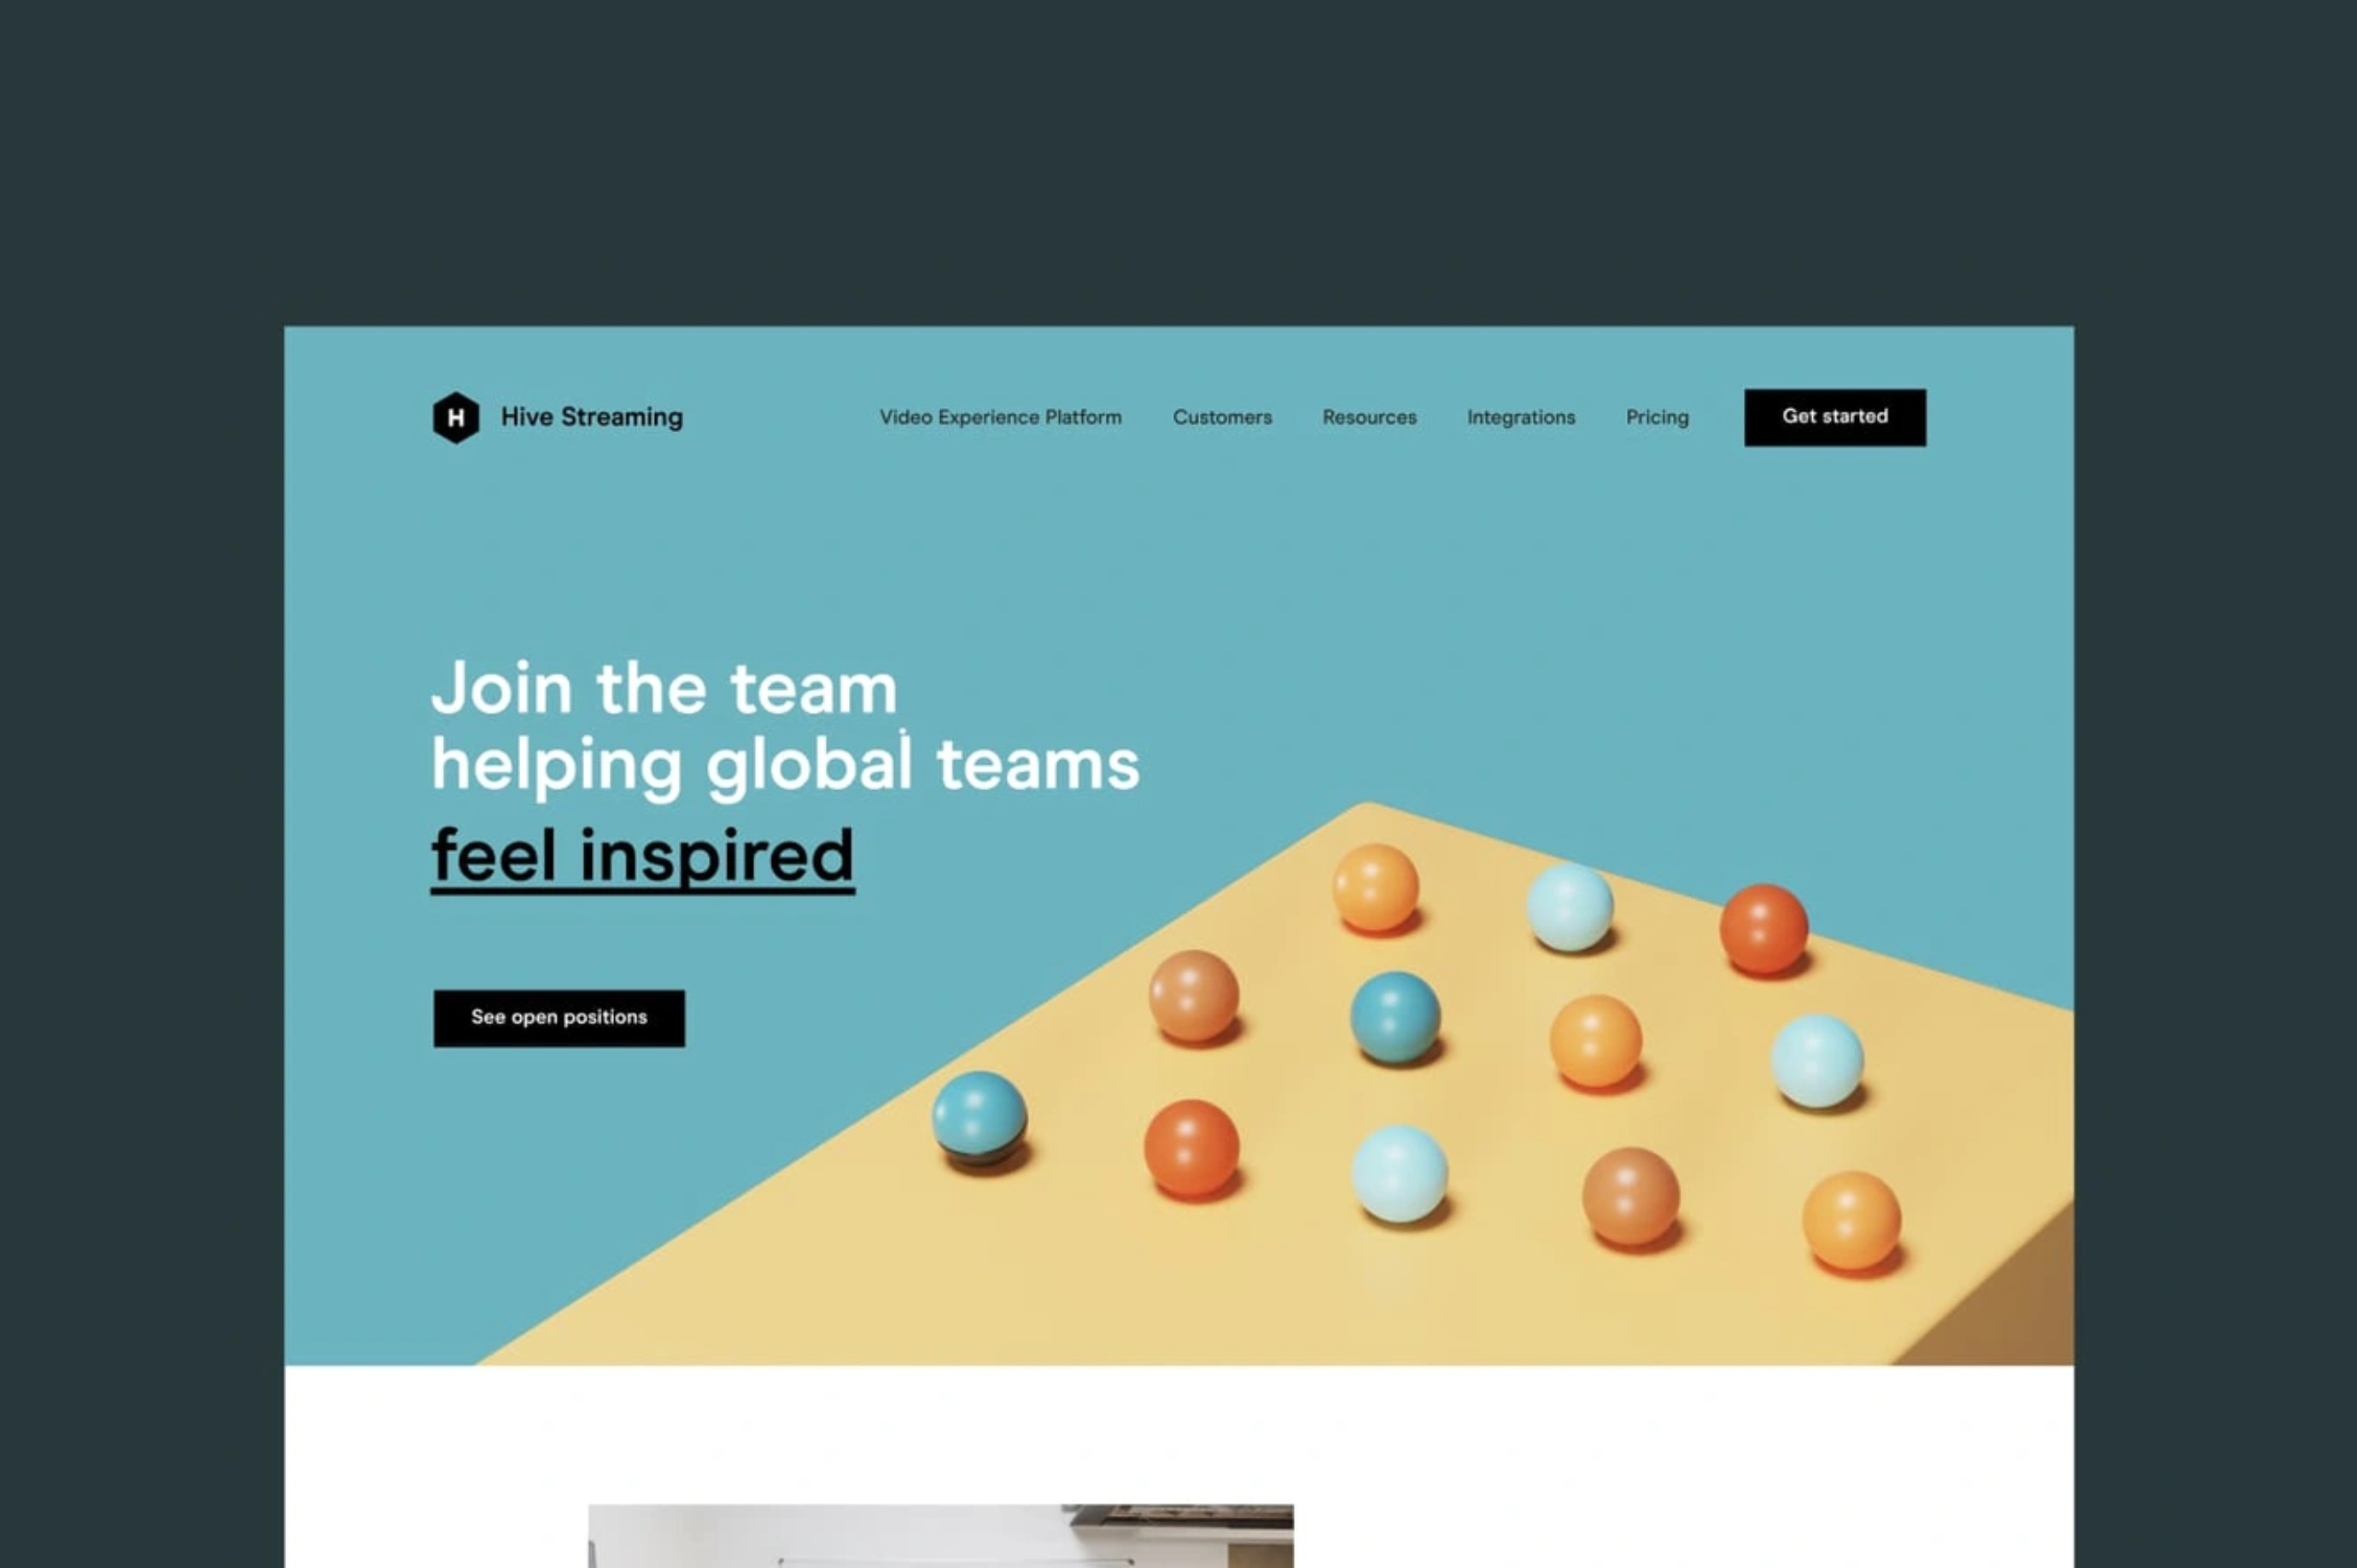 H Hive Streaming Video Experience Platform Customers Resources Integrations Pricing Get started
Join the team
helping global teams
feel inspired
See open positions